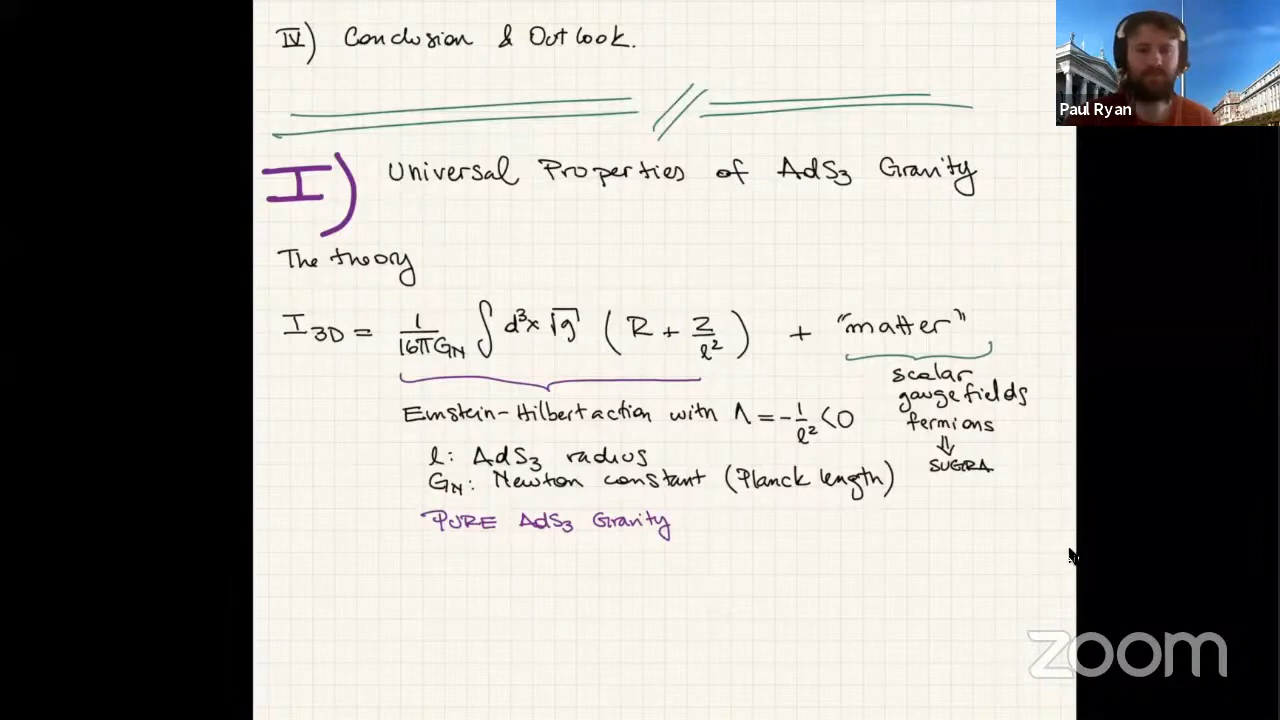 IV) Conclusion & Outlook.
I) Universal Properties of AdS3 Gravity
The theory
I3D = 1/16πGN ∫ d³x √g ( R + 2/ℓ² ) + "matter"
scalar
gauge fields
fermions
⇓
SUGRA
Einstein-Hilbert action with Λ = -1/ℓ² < 0
ℓ: AdS3 radius
GN: Newton constant (Planck length)
PURE AdS3 Gravity
Paul Ryan
zoom